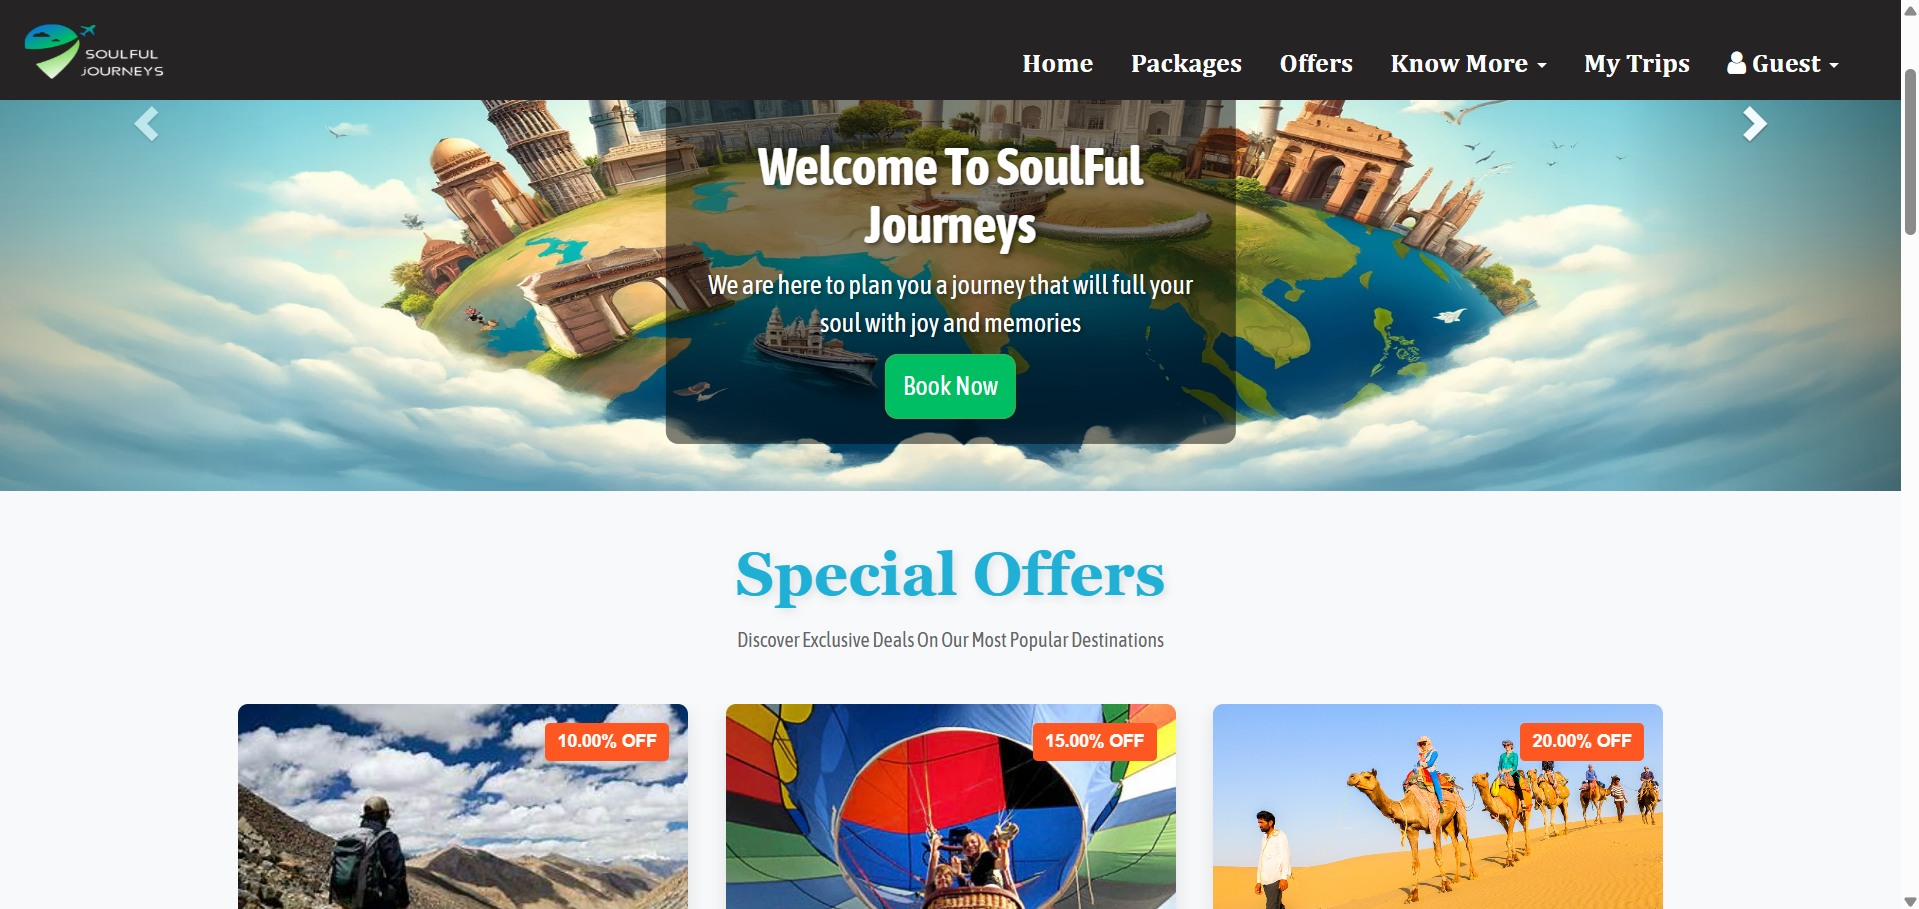 SOULFUL
JOURNEYS
Home Packages Offers Know More My Trips Guest
Welcome To SoulFul
Journeys
We are here to plan you a journey that will full your
soul with joy and memories
Book Now
Special Offers
Discover Exclusive Deals On Our Most Popular Destinations
10.00% OFF
15.00% OFF
20.00% OFF